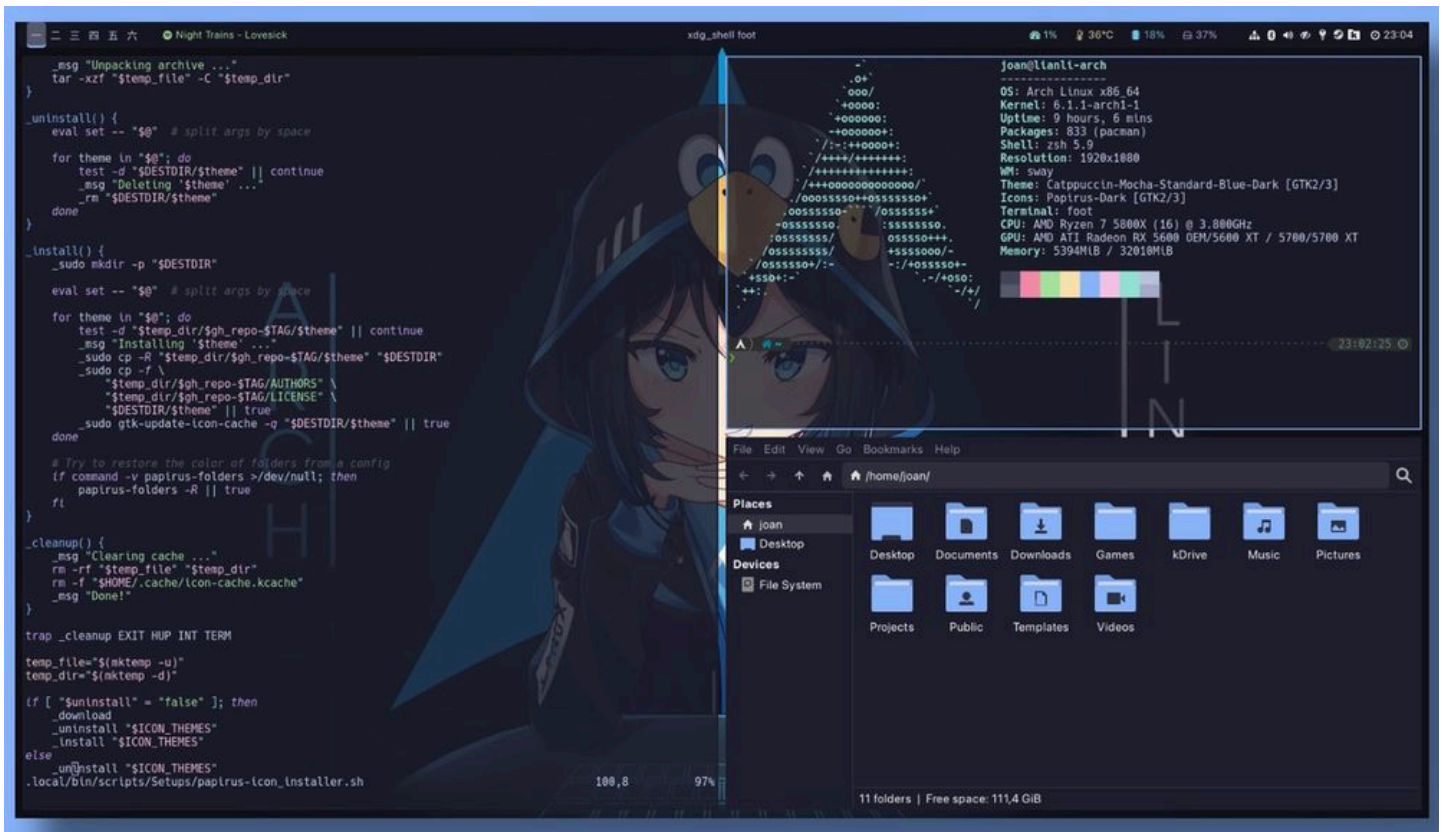 一 二 三 四 五 六 Night Trains - Lovesick xdg_shell foot 1% 36°C 18% 37% 23:04
_msg "Unpacking archive ..."
tar -xzf "$temp_file" -C "$temp_dir"
}
_uninstall() {
eval set -- "$@" # split args by space
for theme in "$@"; do
test -d "$DESTDIR/$theme" || continue
_msg "Deleting '$theme' ..."
_rm "$DESTDIR/$theme"
done
}
_install() {
_sudo mkdir -p "$DESTDIR"
eval set -- "$@" # split args by space
for theme in "$@"; do
test -d "$temp_dir/$gh_repo-$TAG/$theme" || continue
_msg "Installing '$theme' ..."
_sudo cp -R "$temp_dir/$gh_repo-$TAG/$theme" "$DESTDIR"
_sudo cp -f \
"$temp_dir/$gh_repo-$TAG/AUTHORS" \
"$temp_dir/$gh_repo-$TAG/LICENSE" \
"$DESTDIR/$theme" || true
_sudo gtk-update-icon-cache -q "$DESTDIR/$theme" || true
done
# Try to restore the color of folders from a config
if command -v papirus-folders >/dev/null; then
papirus-folders -R || true
fi
}
_cleanup() {
_msg "Clearing cache ..."
rm -rf "$temp_file" "$temp_dir"
rm -f "$HOME/.cache/icon-cache.kcache"
_msg "Done!"
}
trap _cleanup EXIT HUP INT TERM
temp_file="$(mktemp -u)"
temp_dir="$(mktemp -d)"
if [ "$uninstall" = "false" ]; then
_download
_uninstall "$ICON_THEMES"
_install "$ICON_THEMES"
else
_uninstall "$ICON_THEMES"
.local/bin/scripts/Setups/papirus-icon_installer.sh 100,8 97%
ARCH
LINUX
joan@lianli-arch
----------------
OS: Arch Linux x86_64
Kernel: 6.1.1-arch1-1
Uptime: 9 hours, 6 mins
Packages: 833 (pacman)
Shell: zsh 5.9
Resolution: 1920x1080
WM: sway
Theme: Catppuccin-Mocha-Standard-Blue-Dark [GTK2/3]
Icons: Papirus-Dark [GTK2/3]
Terminal: foot
CPU: AMD Ryzen 7 5800X (16) @ 3.800GHz
GPU: AMD ATI Radeon RX 5600 OEM/5600 XT / 5700/5700 XT
Memory: 5394MiB / 32010MiB
~ 23:02:25
❯
LIN
File Edit View Go Bookmarks Help
/home/joan/
Places
joan
Desktop
Devices
File System
Desktop Documents Downloads Games kDrive Music Pictures
Projects Public Templates Videos
11 folders | Free space: 111,4 GiB